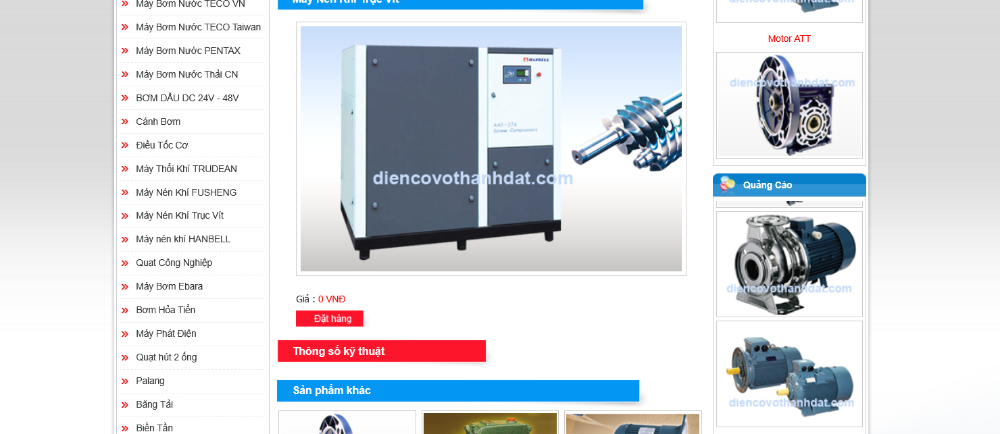 Máy Bơm Nước TECO VN
Máy Bơm Nước TECO Taiwan
Máy Bơm Nước PENTAX
Máy Bơm Nước Thải CN
BƠM DẦU DC 24V - 48V
Cánh Bơm
Điều Tốc Cơ
Máy Thổi Khí TRUDEAN
Máy Nén Khí FUSHENG
Máy Nén Khí Trục Vít
Máy nén khí HANBELL
Quạt Công Nghiệp
Máy Bơm Ebara
Bơm Hỏa Tiễn
Máy Phát Điện
Quạt hút 2 ống
Palang
Băng Tải
Biến Tần
Máy Nén Khí Trục Vít
HANBELL
AA3-37A
Screw Compressors
diencovothanhdat.com
Giá : 0 VNĐ
Đặt hàng
Thông số kỹ thuật
Sản phẩm khác
diencovothanhdat.com
Motor ATT
diencovothanhdat.com
Quảng Cáo
diencovothanhdat.com
diencovothanhdat.com